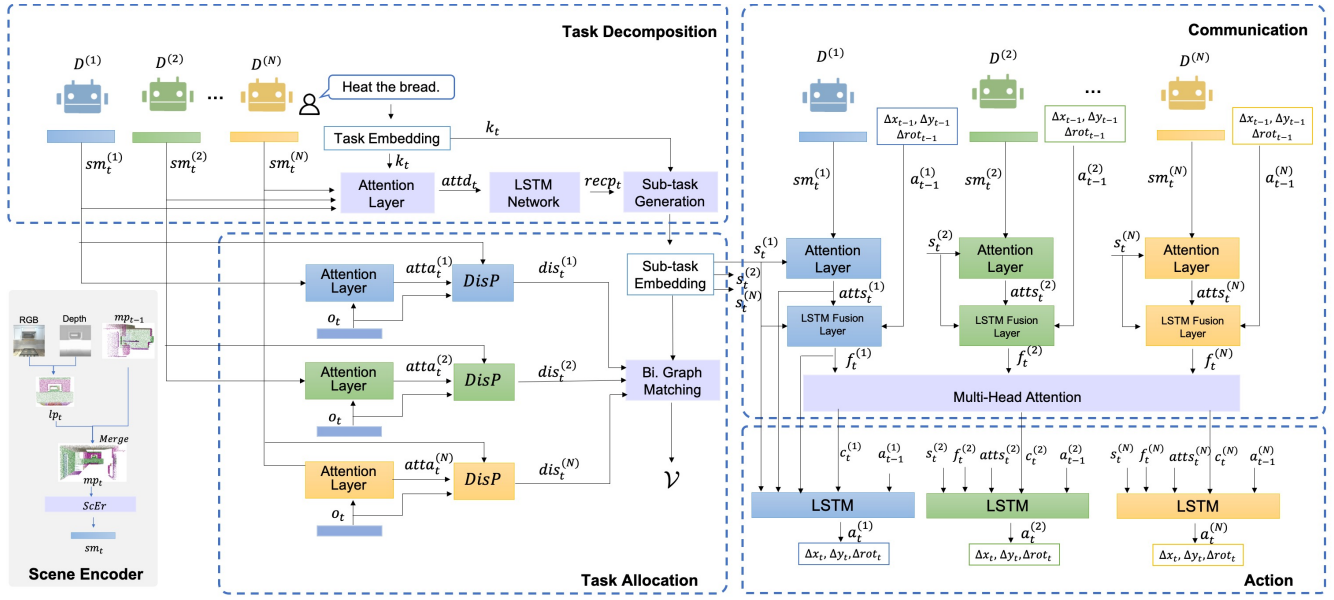 Task Decomposition
D^{(1)}
D^{(2)}
...
D^{(N)}
Heat the bread.
Task Embedding
k_t
k_t
sm_t^{(1)}
sm_t^{(2)}
sm_t^{(N)}
Attention
Layer
attd_t
LSTM
Network
recp_t
Sub-task
Generation
Attention
Layer
atta_t^{(1)}
DisP
dis_t^{(1)}
o_t
Attention
Layer
atta_t^{(2)}
DisP
dis_t^{(2)}
o_t
Attention
Layer
atta_t^{(N)}
DisP
dis_t^{(N)}
o_t
Sub-task
Embedding
s_t^{(1)}
s_t^{(2)}
s_t^{(N)}
Bi. Graph
Matching
𝒱
Task Allocation
RGB
Depth
mp_{t-1}
lp_t
Merge
mp_t
ScEr
sm_t
Scene Encoder
Communication
D^{(1)}
D^{(2)}
...
D^{(N)}
Δx_{t-1}, Δy_{t-1}
Δrot_{t-1}
Δx_{t-1}, Δy_{t-1}
Δrot_{t-1}
Δx_{t-1}, Δy_{t-1}
Δrot_{t-1}
sm_t^{(1)}
a_{t-1}^{(1)}
sm_t^{(2)}
a_{t-1}^{(2)}
sm_t^{(N)}
a_{t-1}^{(N)}
Attention
Layer
s_t^{(2)}
Attention
Layer
s_t^{(N)}
Attention
Layer
atts_t^{(1)}
atts_t^{(2)}
atts_t^{(N)}
LSTM Fusion
Layer
LSTM Fusion
Layer
LSTM Fusion
Layer
f_t^{(1)}
f_t^{(2)}
f_t^{(N)}
Multi-Head Attention
c_t^{(1)}
a_{t-1}^{(1)}
s_t^{(2)}
f_t^{(2)}
atts_t^{(2)}
c_t^{(2)}
a_{t-1}^{(2)}
s_t^{(N)}
f_t^{(N)}
atts_t^{(N)}
c_t^{(N)}
a_{t-1}^{(N)}
LSTM
LSTM
LSTM
a_t^{(1)}
a_t^{(2)}
a_t^{(N)}
Δx_t, Δy_t, Δrot_t
Δx_t, Δy_t, Δrot_t
Δx_t, Δy_t, Δrot_t
Action